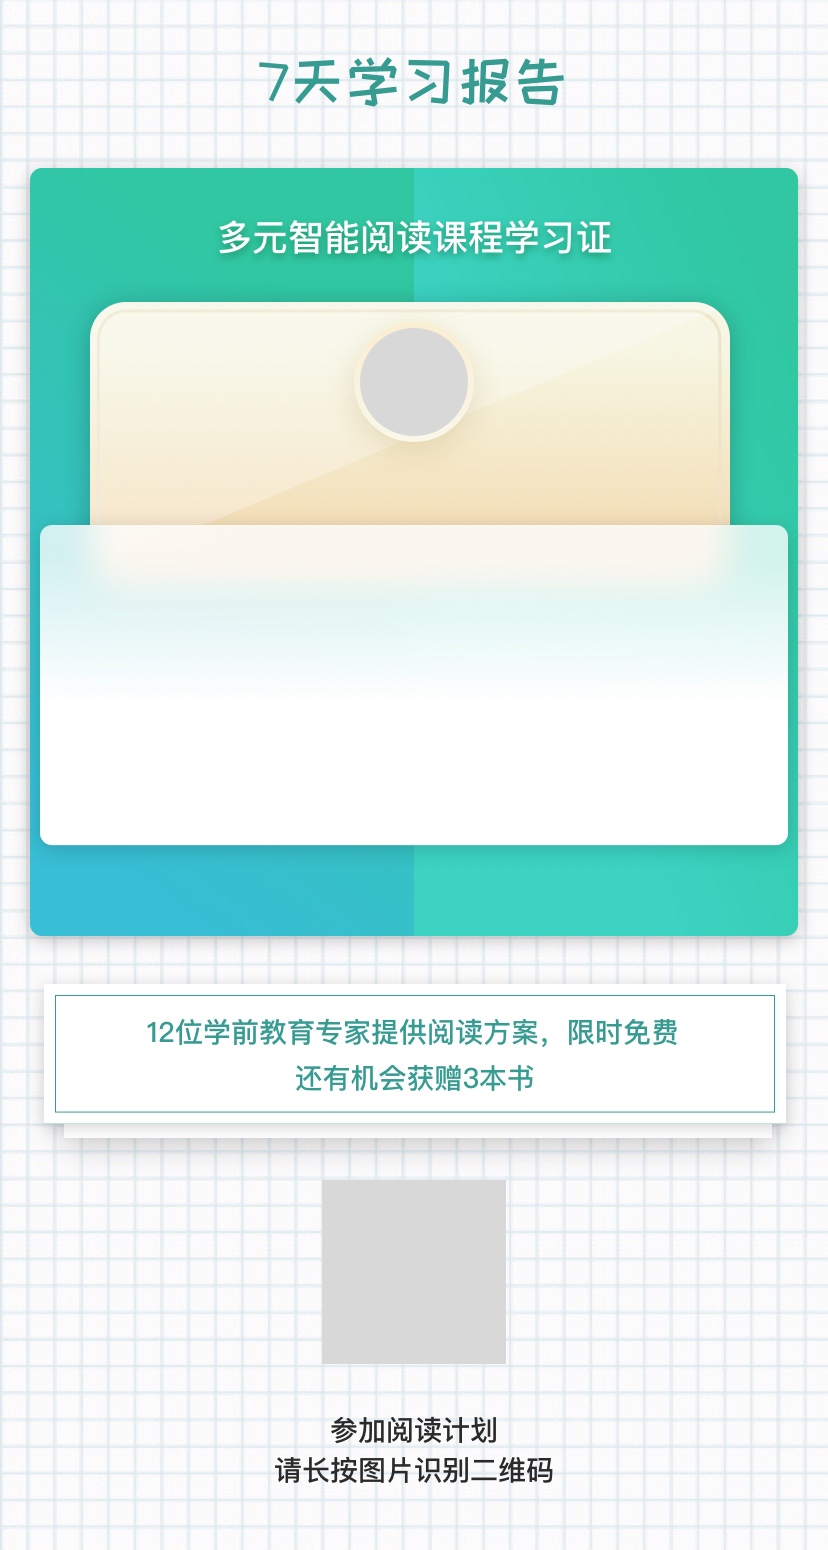 7天学习报告
多元智能阅读课程学习证
12位学前教育专家提供阅读方案，限时免费
还有机会获赠3本书
参加阅读计划
请长按图片识别二维码